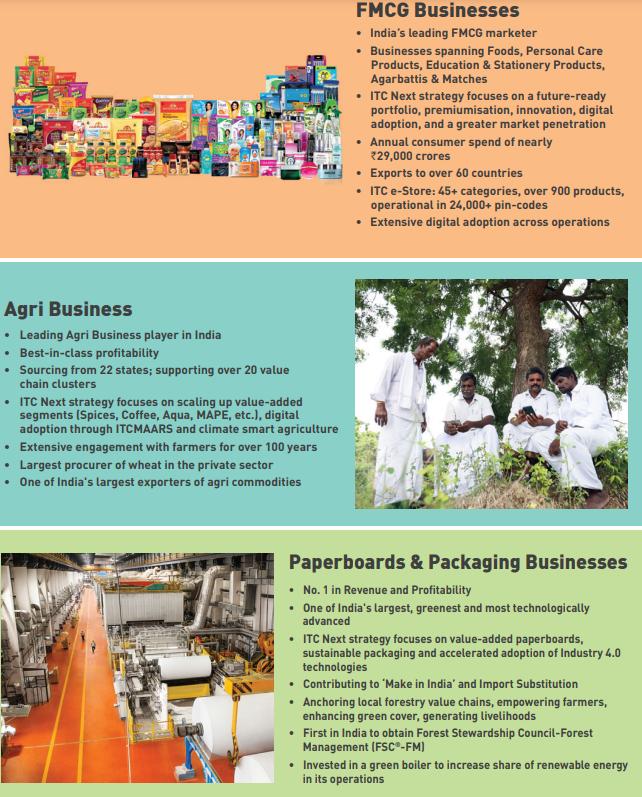 FMCG Businesses
• India's leading FMCG marketer
• Businesses spanning Foods, Personal Care
Products, Education & Stationery Products,
Agarbattis & Matches
• ITC Next strategy focuses on a future-ready
portfolio, premiumisation, innovation, digital
adoption, and a greater market penetration
• Annual consumer spend of nearly
₹29,000 crores
• Exports to over 60 countries
• ITC e-Store: 45+ categories, over 900 products,
operational in 24,000+ pin-codes
• Extensive digital adoption across operations
Agri Business
• Leading Agri Business player in India
• Best-in-class profitability
• Sourcing from 22 states; supporting over 20 value
chain clusters
• ITC Next strategy focuses on scaling up value-added
segments (Spices, Coffee, Aqua, MAPE, etc.), digital
adoption through ITCMAARS and climate smart agriculture
• Extensive engagement with farmers for over 100 years
• Largest procurer of wheat in the private sector
• One of India's largest exporters of agri commodities
Paperboards & Packaging Businesses
• No. 1 in Revenue and Profitability
• One of India's largest, greenest and most technologically
advanced
• ITC Next strategy focuses on value-added paperboards,
sustainable packaging and accelerated adoption of Industry 4.0
technologies
• Contributing to ‘Make in India’ and Import Substitution
• Anchoring local forestry value chains, empowering farmers,
enhancing green cover, generating livelihoods
• First in India to obtain Forest Stewardship Council-Forest
Management (FSC®-FM)
• Invested in a green boiler to increase share of renewable energy
in its operations